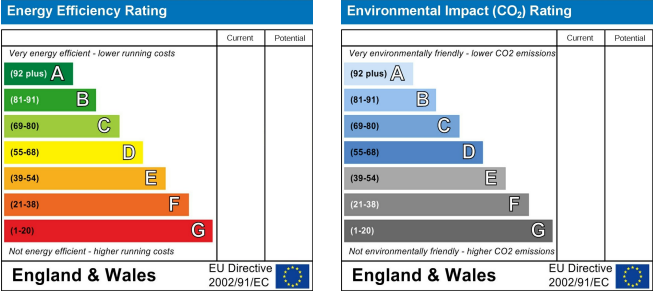 Energy Efficiency Rating
Current Potential
Very energy efficient - lower running costs
(92 plus) A
(81-91) B
(69-80) C
(55-68) D
(39-54) E
(21-38) F
(1-20) G
Not energy efficient - higher running costs
England & Wales
EU Directive
2002/91/EC
Environmental Impact (CO₂) Rating
Current Potential
Very environmentally friendly - lower CO2 emissions
(92 plus) A
(81-91) B
(69-80) C
(55-68) D
(39-54) E
(21-38) F
(1-20) G
Not environmentally friendly - higher CO2 emissions
England & Wales
EU Directive
2002/91/EC